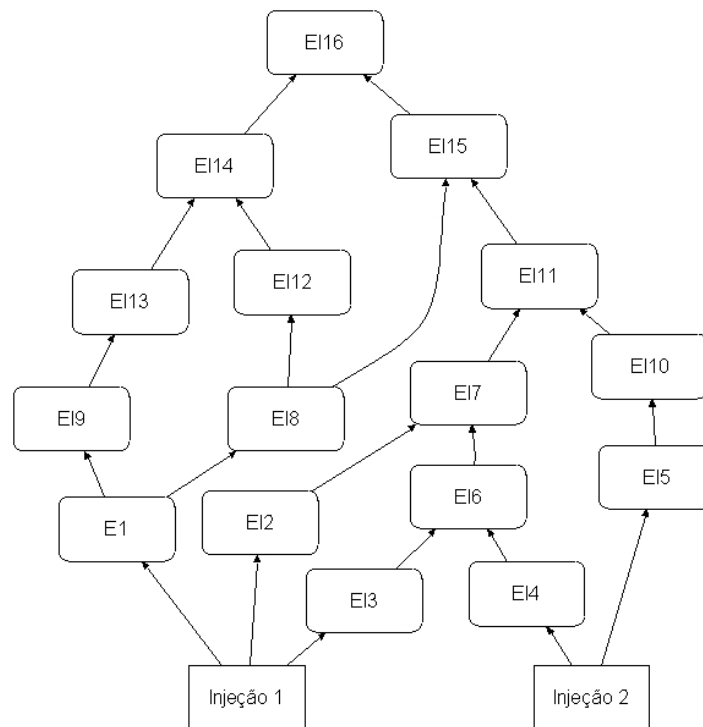 EI16
EI15
EI14
EI11
EI12
EI13
EI10
EI7
EI9
EI8
EI5
EI6
EI2
E1
EI4
EI3
Injeção 1
Injeção 2